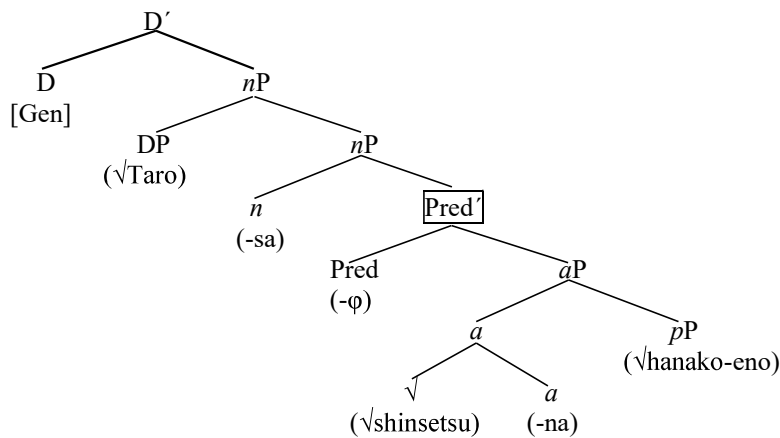 D´
D nP
[Gen]
DP nP
(√Taro)
n Pred´
(-sa)
Pred aP
(-φ)
a pP
(√hanako-eno)
√ a
(√shinsetsu) (-na)